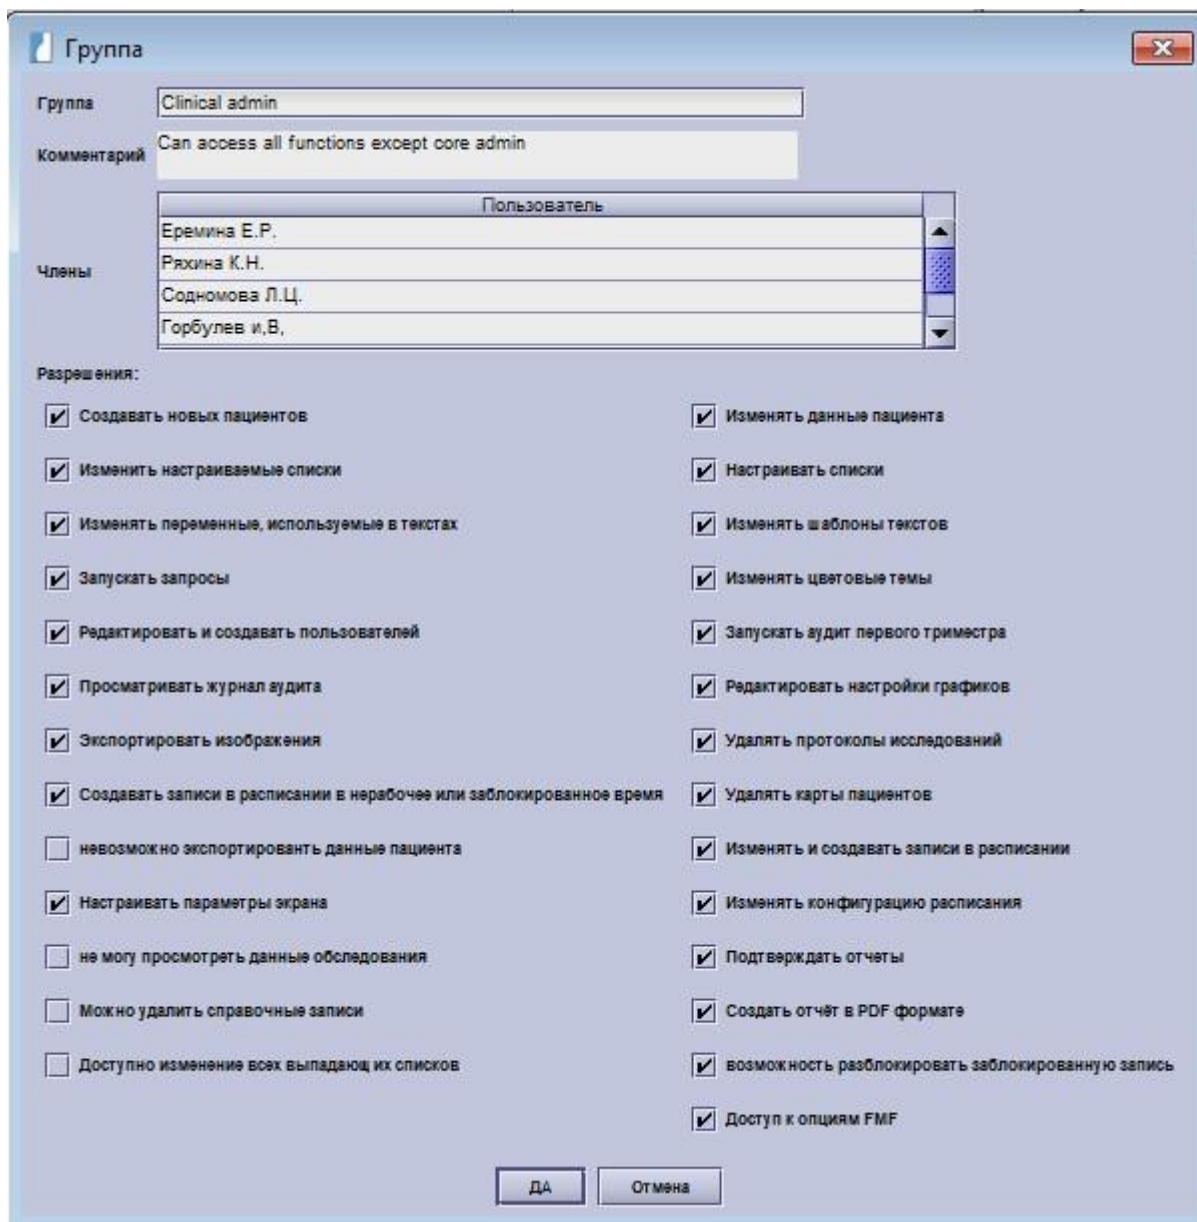 Группа
Группа Clinical admin
Комментарий Can access all functions except core admin
Пользователь
Еремина Е.Р.
Члены
Ряхина К.Н.
Содномова Л.Ц.
Горбулев и,В,
Разрешения:
Создавать новых пациентов Изменять данные пациента
Изменить настраиваемые списки Настраивать списки
Изменять переменные, используемые в текстах Изменять шаблоны текстов
Запускать запросы Изменять цветовые темы
Редактировать и создавать пользователей Запускать аудит первого триместра
Просматривать журнал аудита Редактировать настройки графиков
Экспортировать изображения Удалять протоколы исследований
Создавать записи в расписании в нерабочее или заблокированное время Удалять карты пациентов
невозможно экспортированть данные пациента Изменять и создавать записи в расписании
Настраивать параметры экрана Изменять конфигурацию расписания
не могу просмотреть данные обследования Подтверждать отчеты
Можно удалить справочные записи Создать отчёт в PDF формате
Доступно изменение всех выпадающ их списков возможность разблокировать заблокированную запись
Доступ к опциям FMF
ДА Отмена